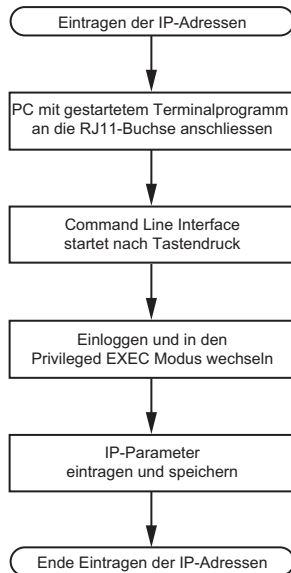 Eintragen der IP-Adressen
PC mit gestartetem Terminalprogramm
an die RJ11-Buchse anschliessen
Command Line Interface
startet nach Tastendruck
Einloggen und in den
Privileged EXEC Modus wechseln
IP-Parameter
eintragen und speichern
Ende Eintragen der IP-Adressen